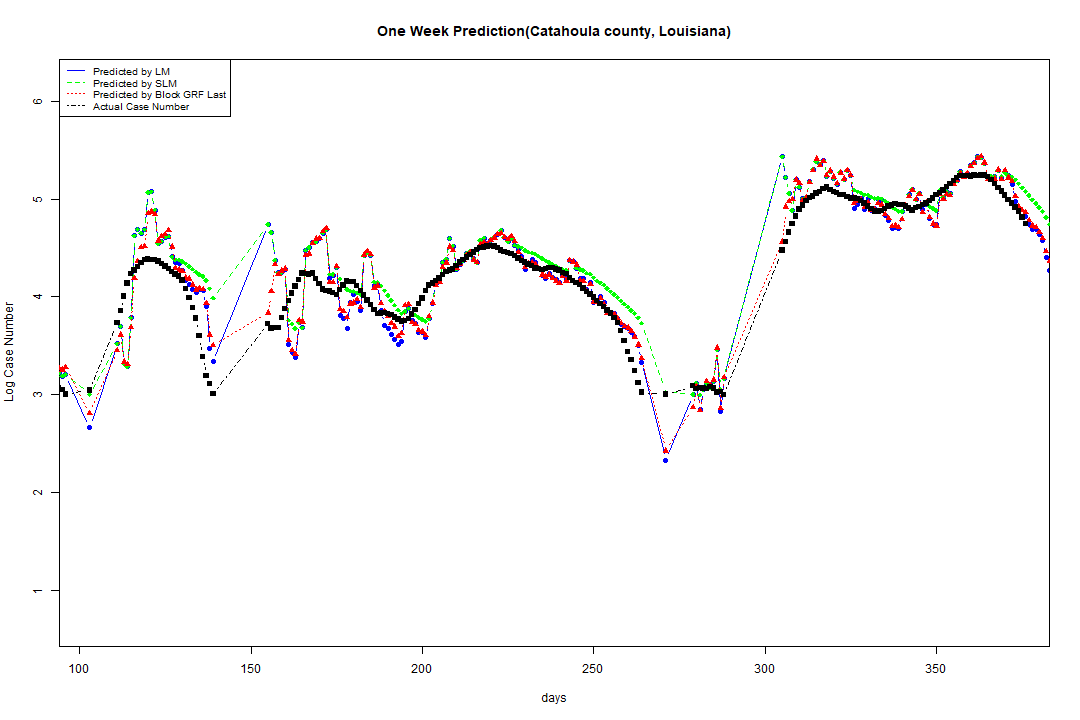 One Week Prediction(Catahoula county, Louisiana)
Predicted by LM
Predicted by SLM
Predicted by Block GRF Last
Actual Case Number
6
5
4
3
2
1
Log Case Number
100 150 200 250 300 350
days